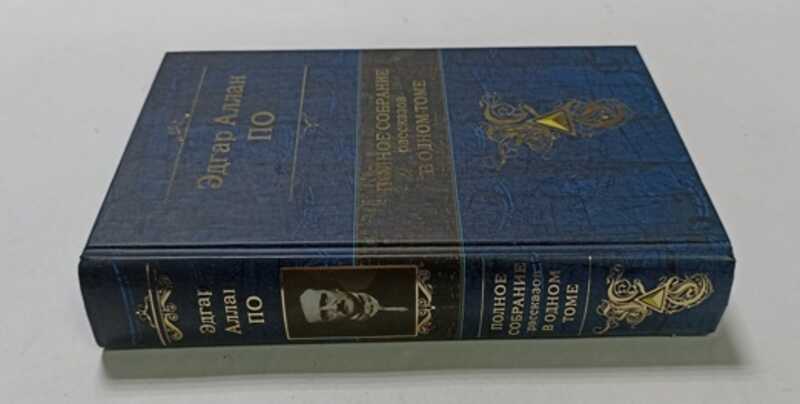 Эдгар Аллан
ПО
ПОЛНОЕ СОБРАНИЕ
рассказов
В ОДНОМ ТОМЕ
Эдгар
Аллан
ПО
ПОЛНОЕ
СОБРАНИЕ
рассказов
В ОДНОМ
ТОМЕ